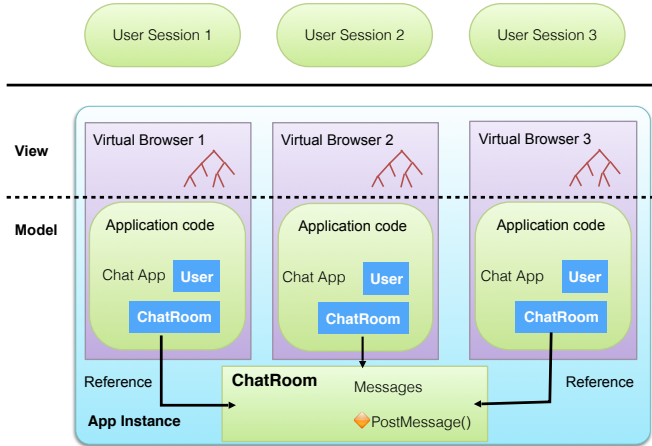 User Session 1
User Session 2
User Session 3
View
Virtual Browser 1
Virtual Browser 2
Virtual Browser 3
Model
Application code
Application code
Application code
Chat App
User
Chat App
User
Chat App
User
ChatRoom
ChatRoom
ChatRoom
Reference
ChatRoom
Messages
Reference
App Instance
PostMessage()